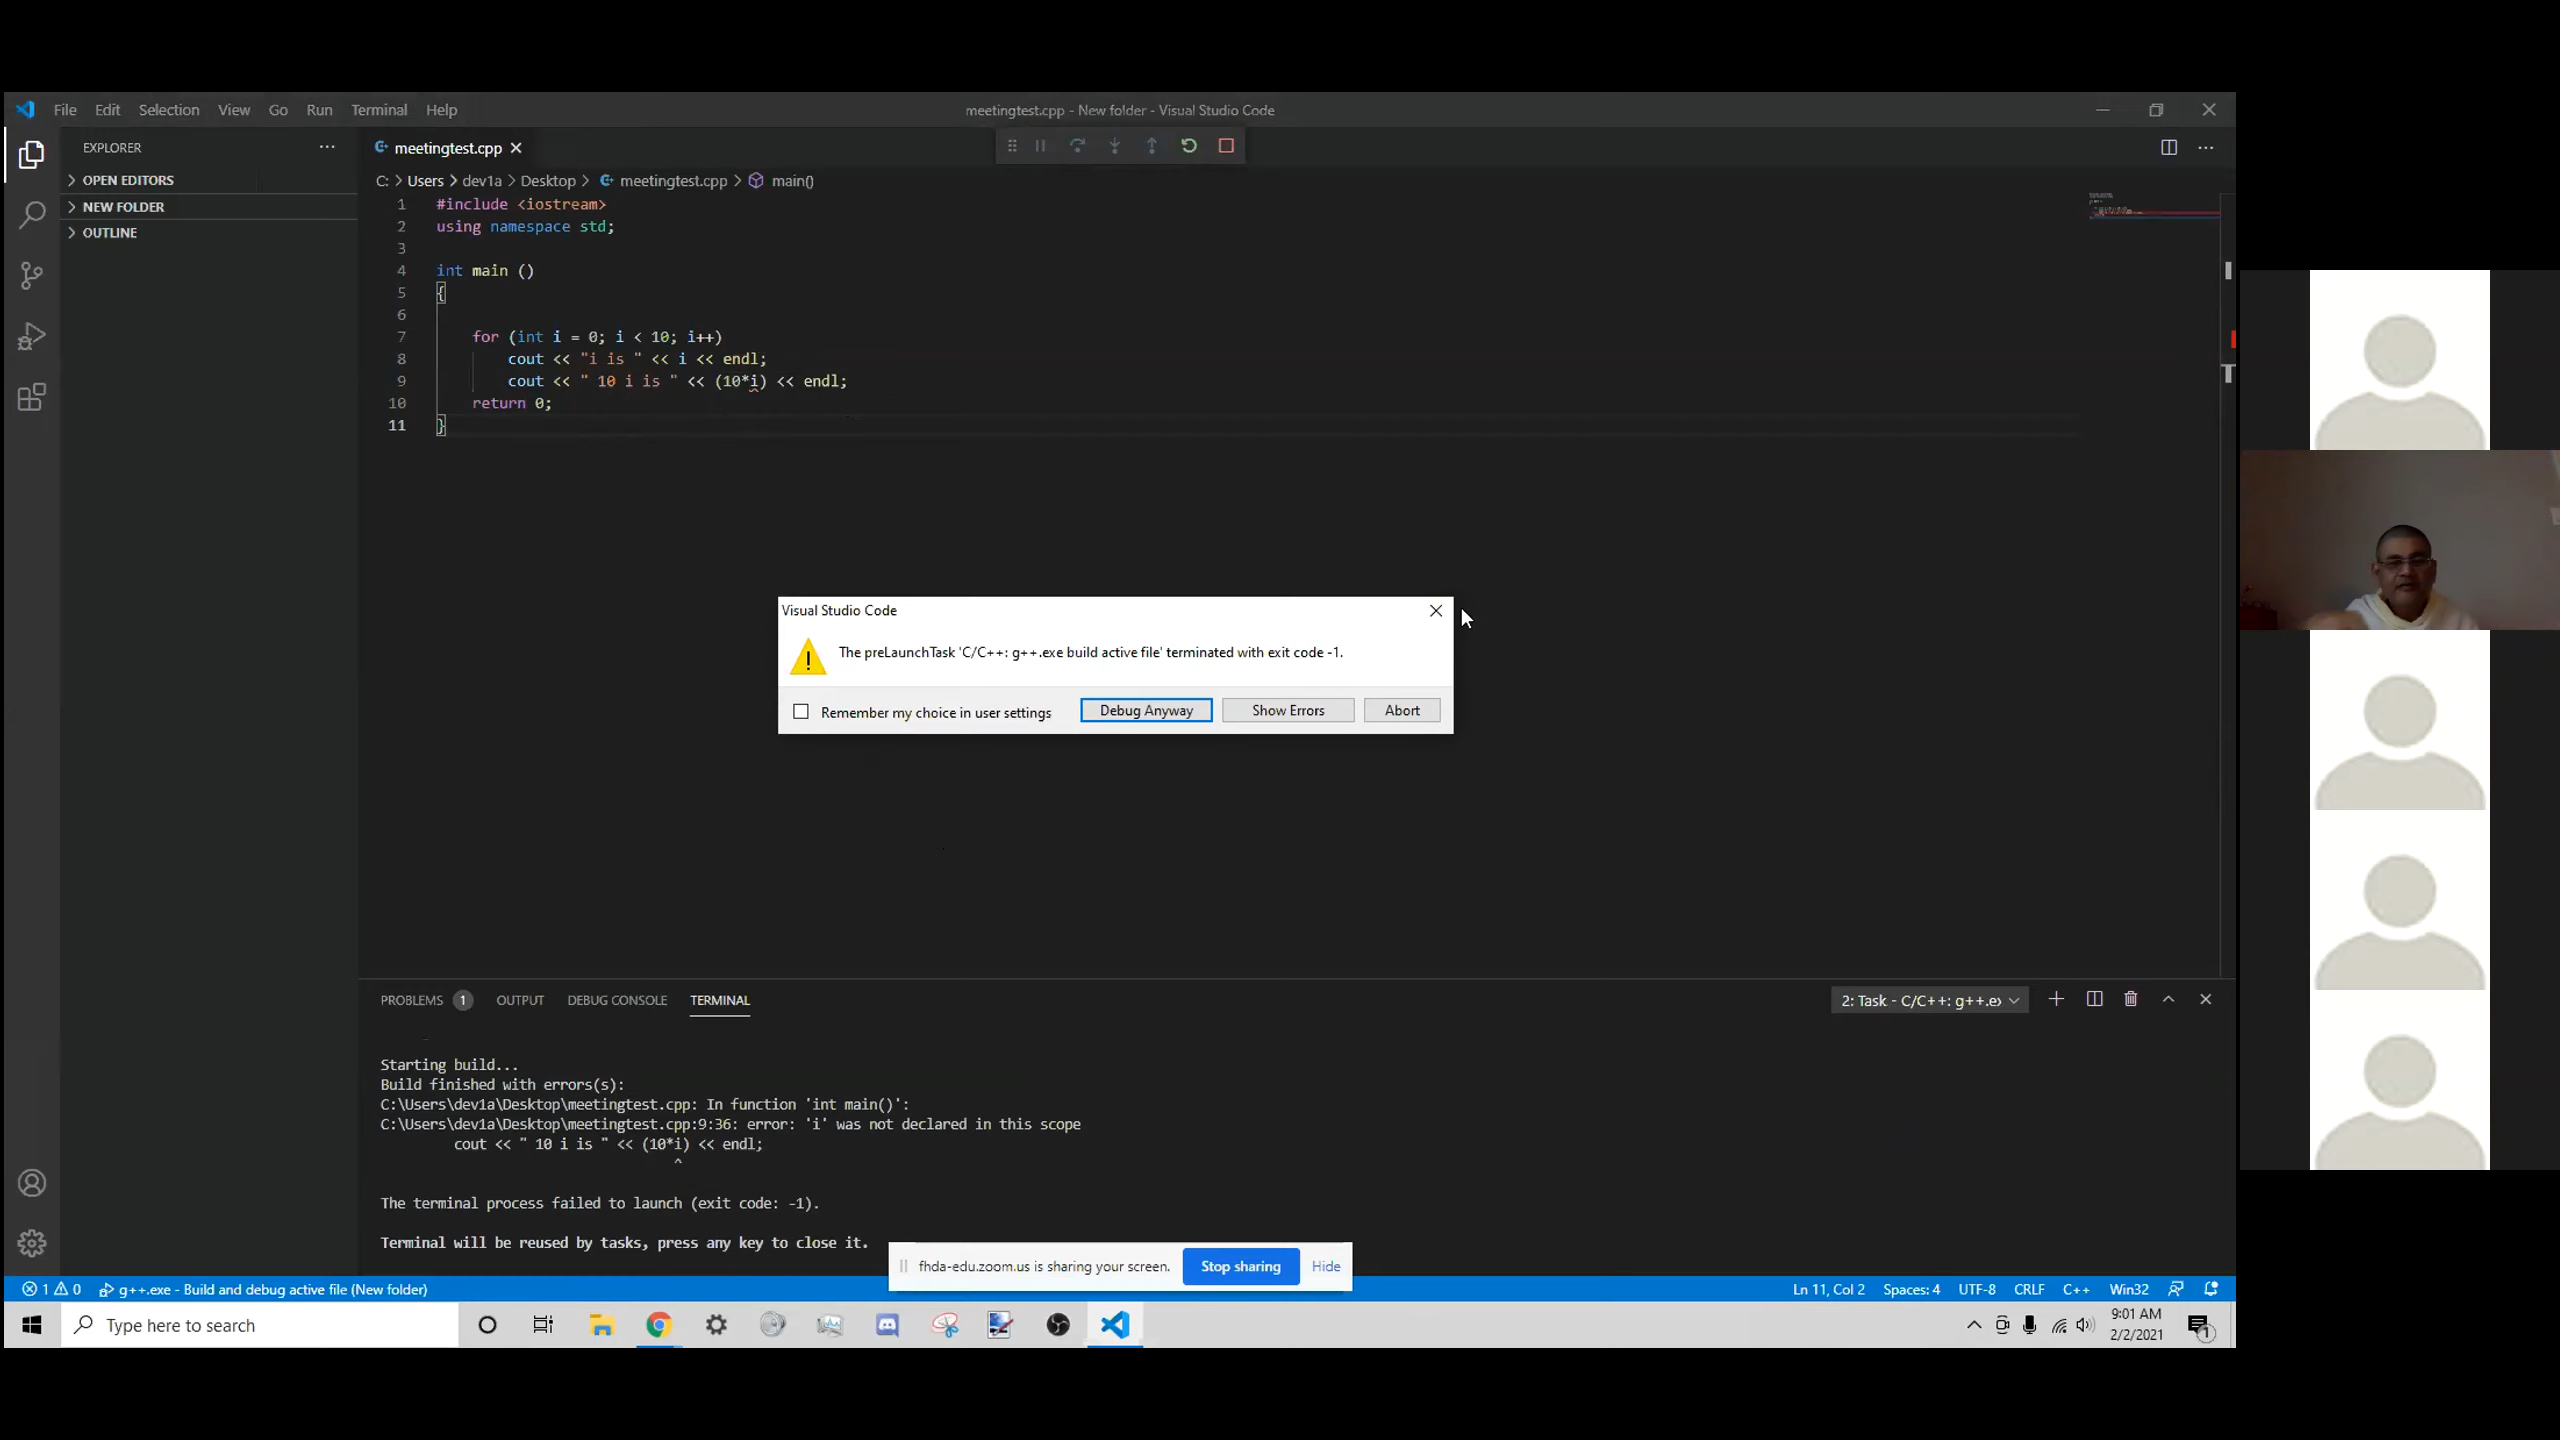 File Edit Selection View Go Run Terminal Help
meetingtest.cpp - New folder - Visual Studio Code
EXPLORER
OPEN EDITORS
NEW FOLDER
OUTLINE
meetingtest.cpp
C: > Users > dev1a > Desktop > meetingtest.cpp > main()
1 #include <iostream>
2 using namespace std;
3
4 int main ()
5 {
6
7 for (int i = 0; i < 10; i++)
8 cout << "i is " << i << endl;
9 cout << " 10 i is " << (10*i) << endl;
10 return 0;
11 }
Visual Studio Code
The preLaunchTask 'C/C++: g++.exe build active file' terminated with exit code -1.
Remember my choice in user settings
Debug Anyway
Show Errors
Abort
PROBLEMS 1 OUTPUT DEBUG CONSOLE TERMINAL
2: Task - C/C++: g++.ex
Starting build...
Build finished with errors(s):
C:\Users\dev1a\Desktop\meetingtest.cpp: In function 'int main()':
C:\Users\dev1a\Desktop\meetingtest.cpp:9:36: error: 'i' was not declared in this scope
cout << " 10 i is " << (10*i) << endl;
^
The terminal process failed to launch (exit code: -1).
Terminal will be reused by tasks, press any key to close it.
fhda-edu.zoom.us is sharing your screen.
Stop sharing
Hide
1 0 g++.exe - Build and debug active file (New folder)
Ln 11, Col 2 Spaces: 4 UTF-8 CRLF C++ Win32
Type here to search
9:01 AM
2/2/2021
1